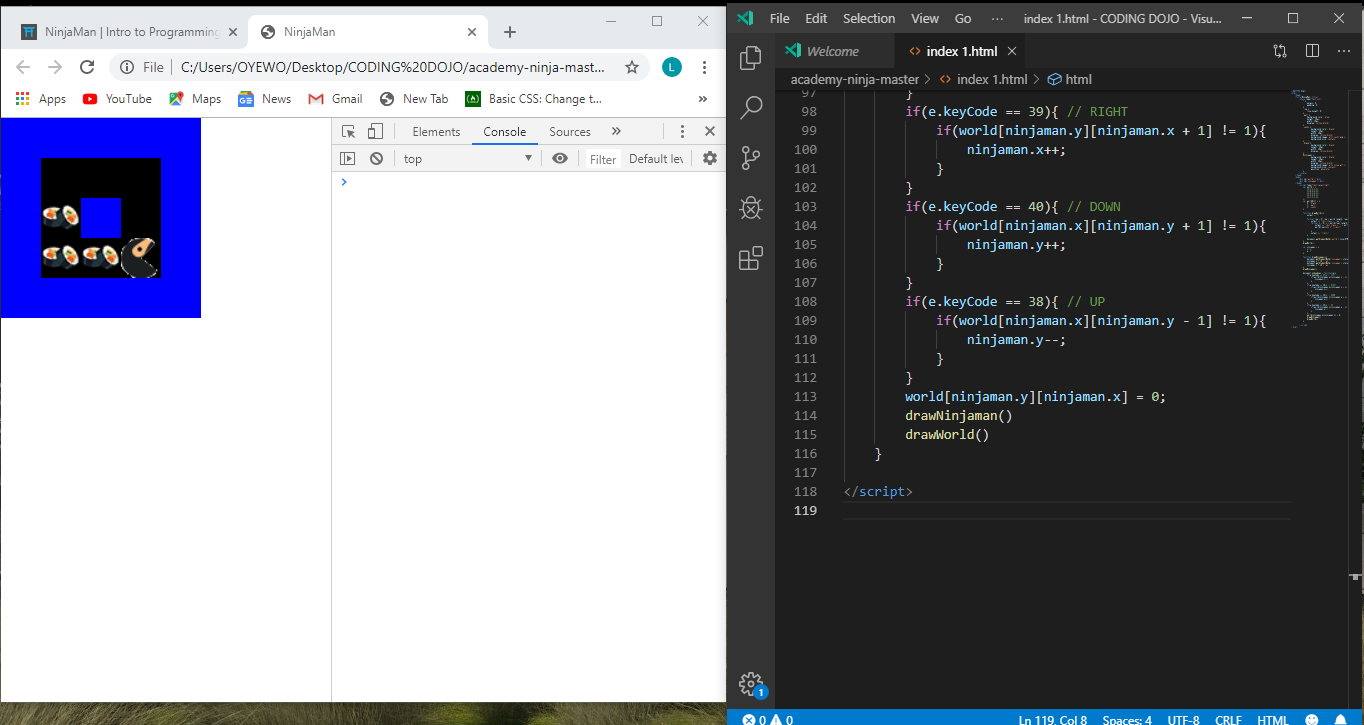 NinjaMan | Intro to Programming
NinjaMan
File
C:/Users/OYEWO/Desktop/CODING%20DOJO/academy-ninja-mast...
L
Apps
YouTube
Maps
News
Gmail
New Tab
Basic CSS: Change t...
»
Elements
Console
Sources
»
top
Filter
Default lev
>
File Edit Selection View Go ... index 1.html - CODING DOJO - Visu...
Welcome
<> index 1.html
academy-ninja-master > <> index 1.html > html
97 }
98 if(e.keyCode == 39){ // RIGHT
99 if(world[ninjaman.y][ninjaman.x + 1] != 1){
100 ninjaman.x++;
101 }
102 }
103 if(e.keyCode == 40){ // DOWN
104 if(world[ninjaman.x][ninjaman.y + 1] != 1){
105 ninjaman.y++;
106 }
107 }
108 if(e.keyCode == 38){ // UP
109 if(world[ninjaman.x][ninjaman.y - 1] != 1){
110 ninjaman.y--;
111 }
112 }
113 world[ninjaman.y][ninjaman.x] = 0;
114 drawNinjaman()
115 drawWorld()
116 }
117
118 </script>
119
1
0 0 Ln 119, Col 8 Spaces: 4 UTF-8 CRLF HTML